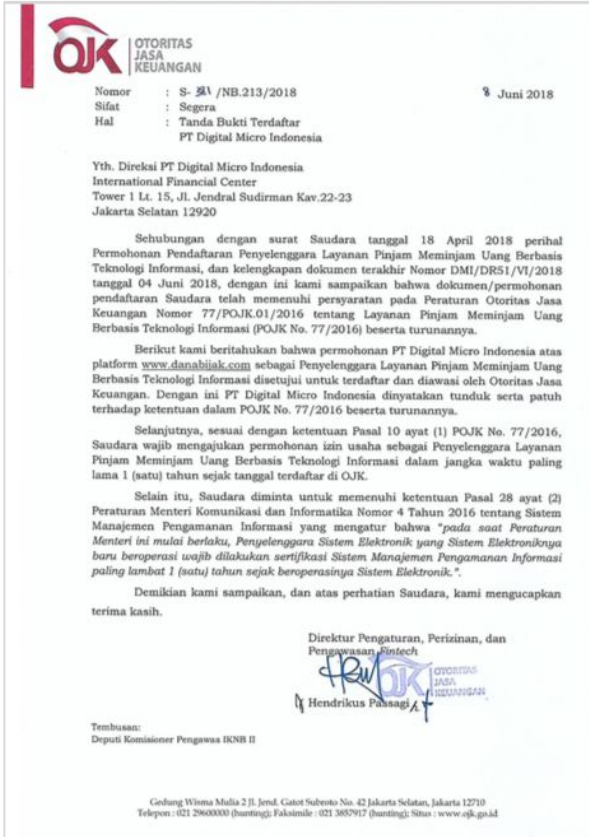 OJK OTORITAS
JASA
KEUANGAN
Nomor : S- /NB.213/2018 8 Juni 2018
Sifat : Segera
Hal : Tanda Bukti Terdaftar
PT Digital Micro Indonesia
Yth. Direksi PT Digital Micro Indonesia
International Financial Center
Tower 1 Lt. 15, Jl. Jendral Sudirman Kav.22-23
Jakarta Selatan 12920
Sehubungan dengan surat Saudara tanggal 18 April 2018 perihal
Permohonan Pendaftaran Penyelenggara Layanan Pinjam Meminjam Uang Berbasis
Teknologi Informasi, dan kelengkapan dokumen terakhir Nomor DMI/DR51/VI/2018
tanggal 04 Juni 2018, dengan ini kami sampaikan bahwa dokumen/permohonan
pendaftaran Saudara telah memenuhi persyaratan pada Peraturan Otoritas Jasa
Keuangan Nomor 77/POJK.01/2016 tentang Layanan Pinjam Meminjam Uang
Berbasis Teknologi Informasi (POJK No. 77/2016) beserta turunannya.
Berikut kami beritahukan bahwa permohonan PT Digital Micro Indonesia atas
platform www.danabijak.com sebagai Penyelenggara Layanan Pinjam Meminjam Uang
Berbasis Teknologi Informasi disetujui untuk terdaftar dan diawasi oleh Otoritas Jasa
Keuangan. Dengan ini PT Digital Micro Indonesia dinyatakan tunduk serta patuh
terhadap ketentuan dalam POJK No. 77/2016 beserta turunannya.
Selanjutnya, sesuai dengan ketentuan Pasal 10 ayat (1) POJK No. 77/2016,
Saudara wajib mengajukan permohonan izin usaha sebagai Penyelenggara Layanan
Pinjam Meminjam Uang Berbasis Teknologi Informasi dalam jangka waktu paling
lama 1 (satu) tahun sejak tanggal terdaftar di OJK.
Selain itu, Saudara diminta untuk memenuhi ketentuan Pasal 28 ayat (2)
Peraturan Menteri Komunikasi dan Informatika Nomor 4 Tahun 2016 tentang Sistem
Manajemen Pengamanan Informasi yang mengatur bahwa "pada saat Peraturan
Menteri ini mulai berlaku, Penyelenggara Sistem Elektronik yang Sistem Elektroniknya
baru beroperasi wajib dilakukan sertifikasi Sistem Manajemen Pengamanan Informasi
paling lambat 1 (satu) tahun sejak beroperasinya Sistem Elektronik.".
Demikian kami sampaikan, dan atas perhatian Saudara, kami mengucapkan
terima kasih.
Direktur Pengaturan, Perizinan, dan
Pengawasan Fintech
OJK OTORITAS
JASA
KEUANGAN
Hendrikus Passagi
Tembusan:
Deputi Komisioner Pengawas IKNB II
Gedung Wisma Mulia 2 Jl. Jend. Gatot Subroto No. 42 Jakarta Selatan, Jakarta 12710
Telepon : 021 29600000 (hunting); Faksimile : 021 3857917 (hunting); Situs : www.ojk.go.id